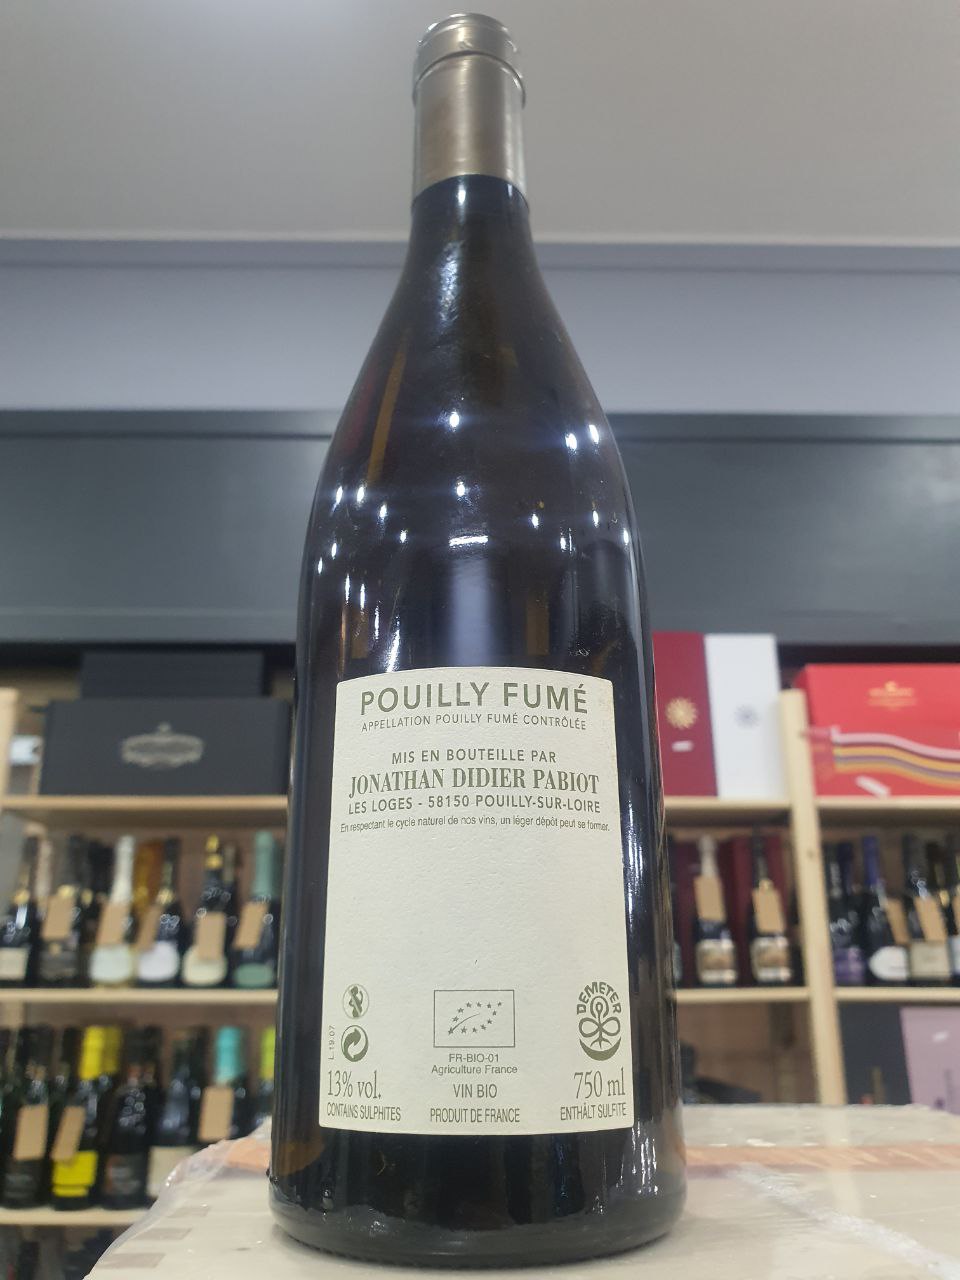 POUILLY FUMÉ
APPELLATION POUILLY FUMÉ CONTRÔLÉE
MIS EN BOUTEILLE PAR
JONATHAN DIDIER PABIOT
LES LOGES - 58150 POUILLY-SUR-LOIRE
En respectant le cycle naturel de nos vins, un léger dépôt peut se former.
DEMETER
L.19.07
FR-BIO-01
Agriculture France
13% vol.
VIN BIO
750 ml
CONTAINS SULPHITES
PRODUIT DE FRANCE
ENTHÄLT SULFITE